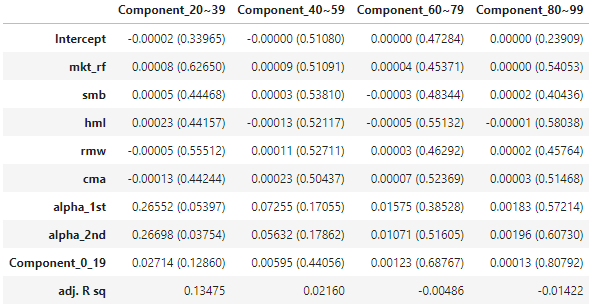 Component_20~39 Component_40~59 Component_60~79 Component_80~99
Intercept -0.00002 (0.33965) -0.00000 (0.51080) 0.00000 (0.47284) 0.00000 (0.23909)
mkt_rf 0.00008 (0.62650) 0.00009 (0.51091) 0.00004 (0.45371) 0.00000 (0.54053)
smb 0.00005 (0.44468) 0.00003 (0.53810) -0.00003 (0.48344) 0.00002 (0.40436)
hml 0.00023 (0.44157) -0.00013 (0.52117) -0.00005 (0.55132) -0.00001 (0.58038)
rmw -0.00005 (0.55512) 0.00011 (0.52711) 0.00003 (0.46292) 0.00002 (0.45764)
cma -0.00013 (0.44244) 0.00023 (0.50437) 0.00007 (0.52369) 0.00003 (0.51468)
alpha_1st 0.26552 (0.05397) 0.07255 (0.17055) 0.01575 (0.38528) 0.00183 (0.57214)
alpha_2nd 0.26698 (0.03754) 0.05632 (0.17862) 0.01071 (0.51605) 0.00196 (0.60730)
Component_0_19 0.02714 (0.12860) 0.00595 (0.44056) 0.00123 (0.68767) 0.00013 (0.80792)
adj. R sq 0.13475 0.02160 -0.00486 -0.01422